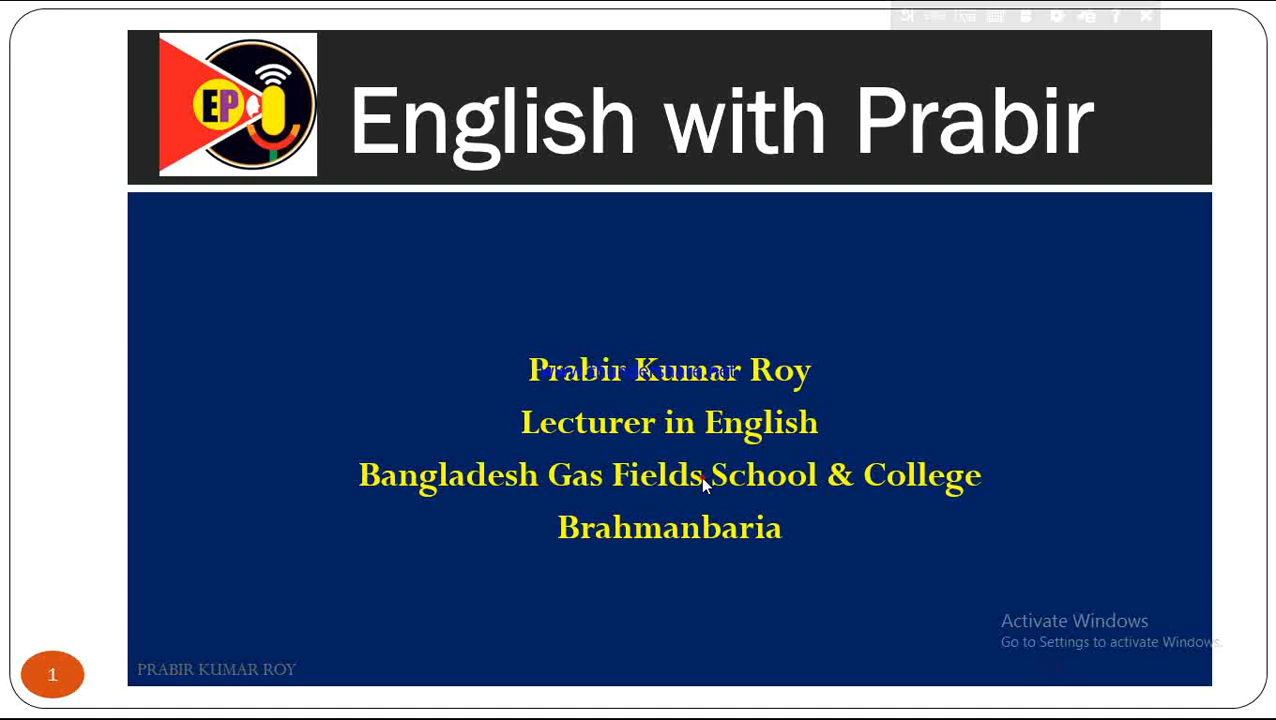 EP
English with Prabir
Prabir Kumar Roy
Lecturer in English
Bangladesh Gas Fields School & College
Brahmanbaria
Activate Windows
Go to Settings to activate Windows.
1
PRABIR KUMAR ROY